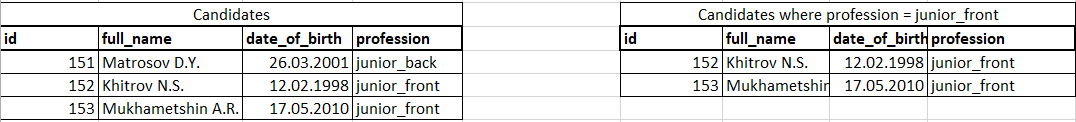 Candidates
id full_name date_of_birth profession
151 Matrosov D.Y. 26.03.2001 junior_back
152 Khitrov N.S. 12.02.1998 junior_front
153 Mukhametshin A.R. 17.05.2010 junior_front
Candidates where profession = junior_front
id full_name date_of_birth profession
152 Khitrov N.S. 12.02.1998 junior_front
153 Mukhametshin 17.05.2010 junior_front